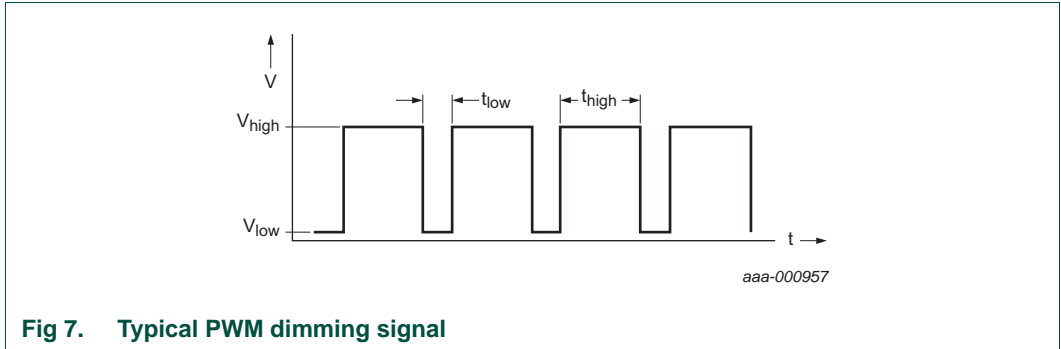 V
t_low
t_high
V_high
V_low
t
aaa-000957
Fig 7. Typical PWM dimming signal